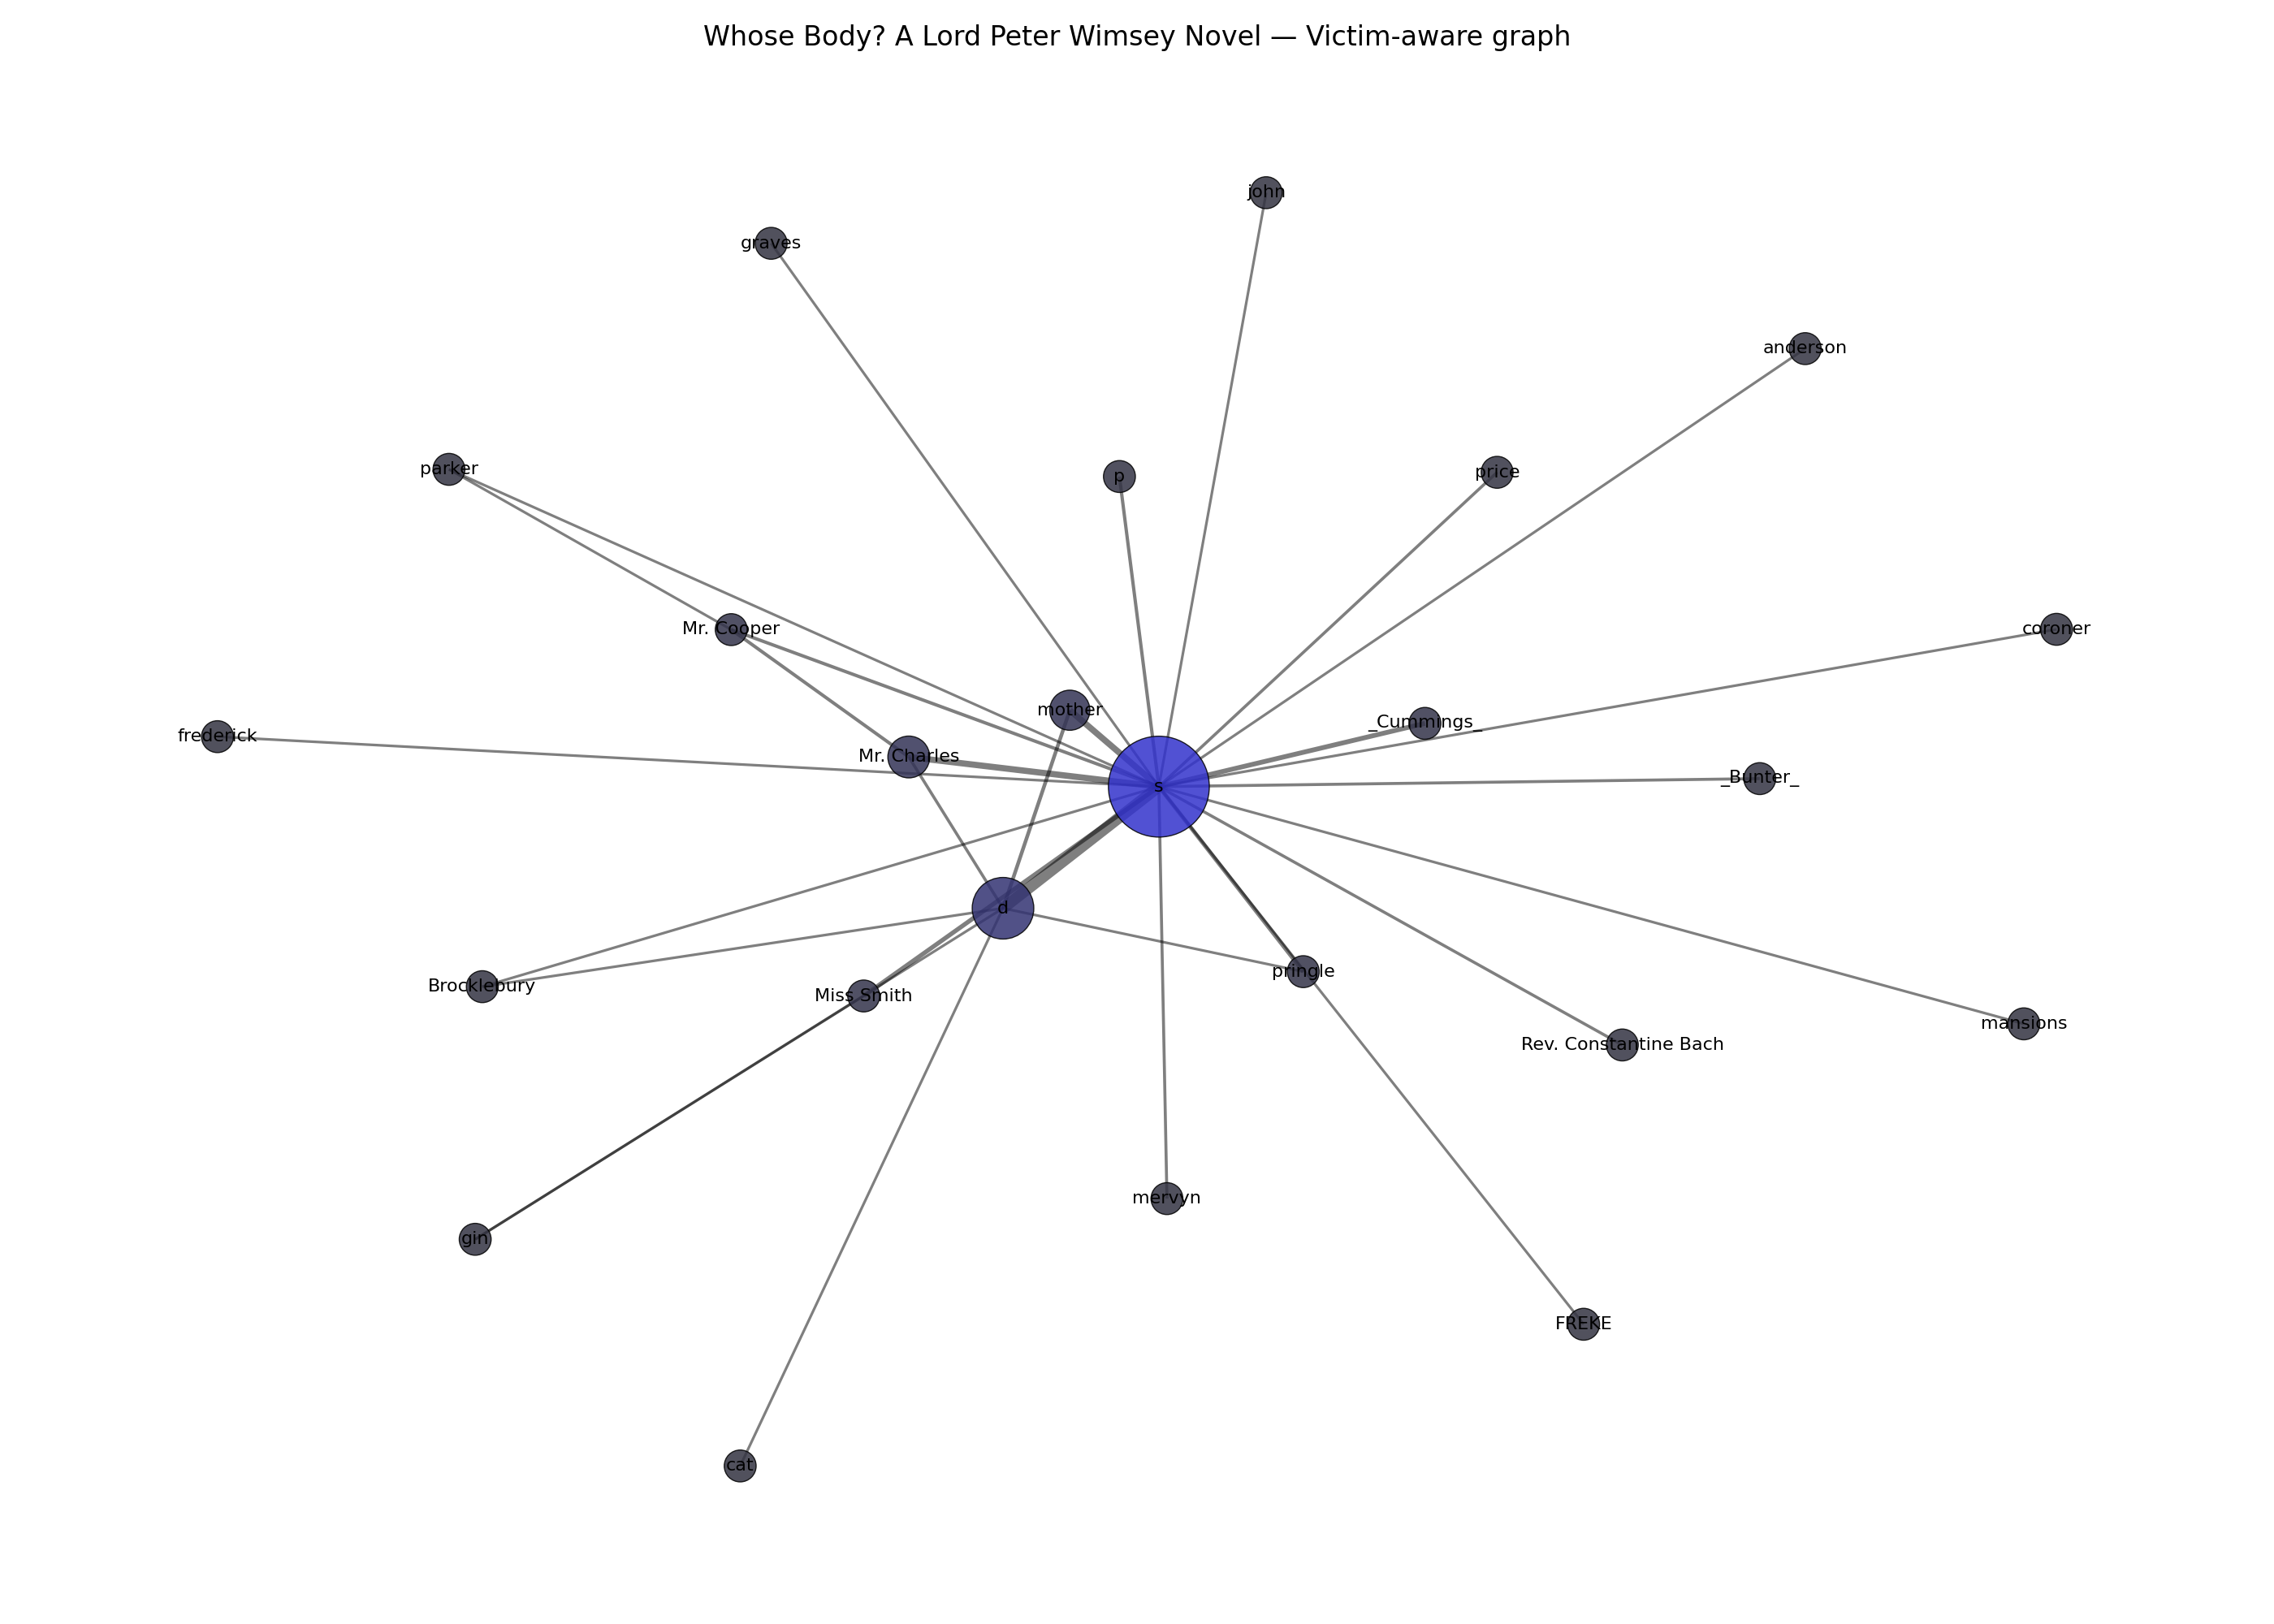 Whose Body? A Lord Peter Wimsey Novel — Victim-aware graph
john
graves
anderson
parker
p
price
Mr. Cooper
coroner
mother
_Cummings_
frederick
Mr. Charles
_Bunter_
s
d
pringle
Brocklebury
Miss Smith
mansions
Rev. Constantine Bach
mervyn
gin
FREKE
cat